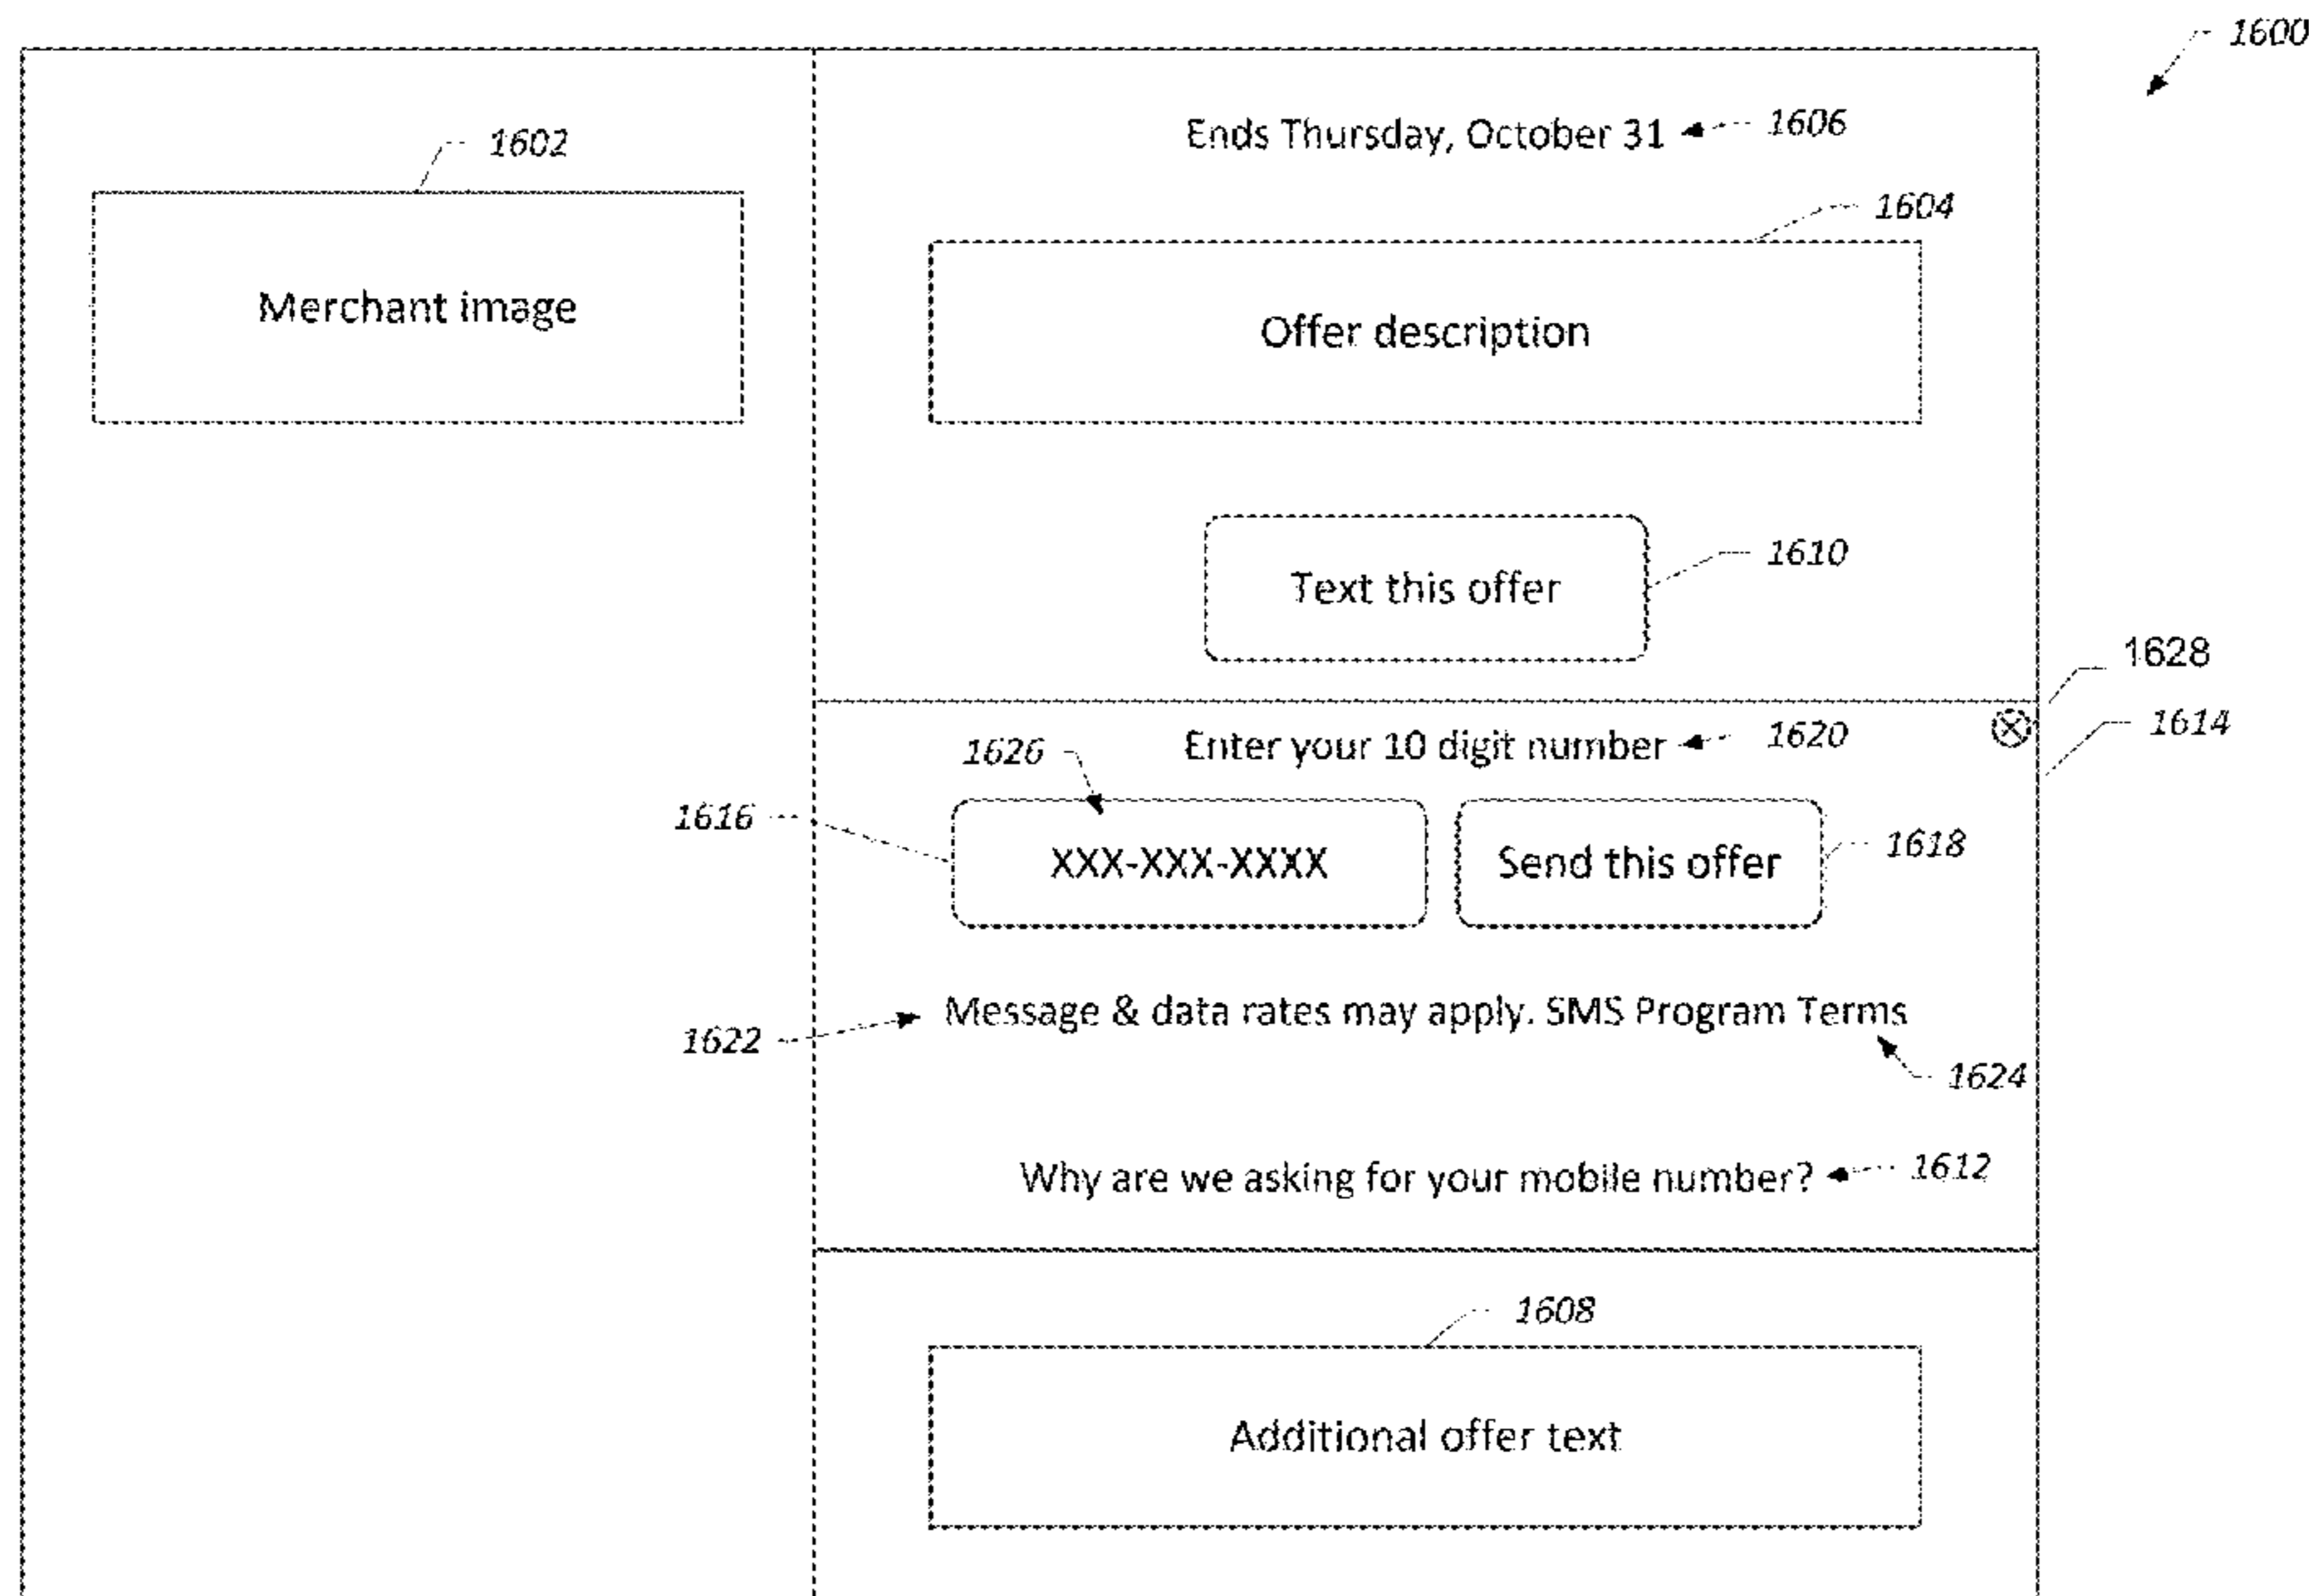 1600
Ends Thursday, October 31 1606
1602
1604
Merchant image
Offer description
Text this offer 1610
1628
1614
Enter your 10 digit number 1620
1626
1616
XXX-XXX-XXXX
Send this offer 1618
Message & data rates may apply. SMS Program Terms
1622
1624
Why are we asking for your mobile number? 1612
1608
Additional offer text